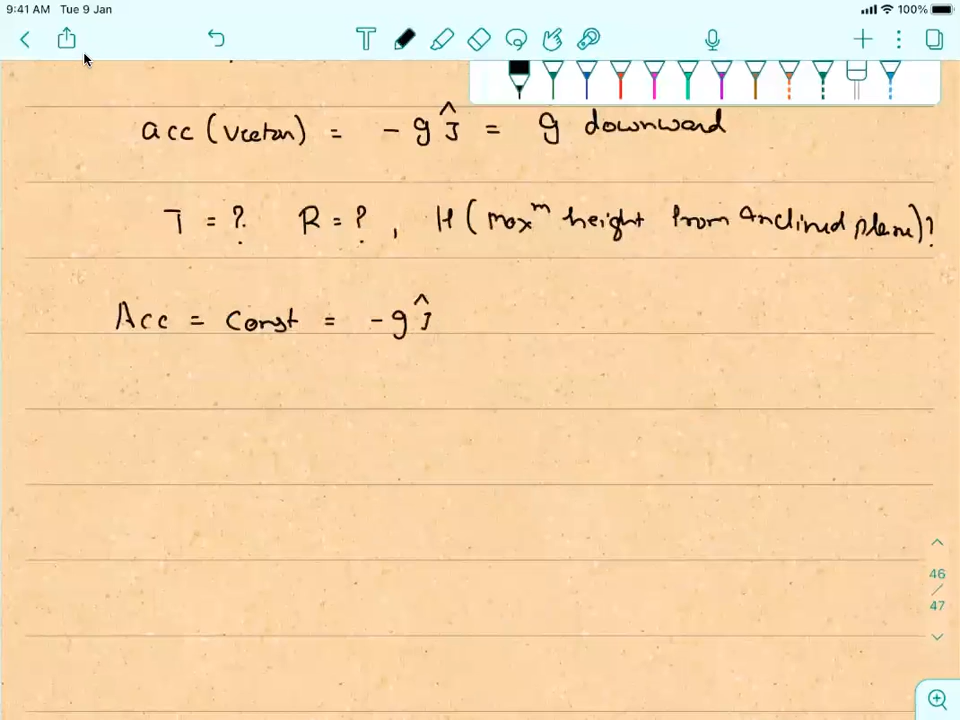 9:41 AM Tue 9 Jan 100%
acc (vector) = - g ĵ = g downward
T = ? R = ? , H ( maxᵐ height from inclined plane)?
Acc = const = - g ĵ
46
/
47